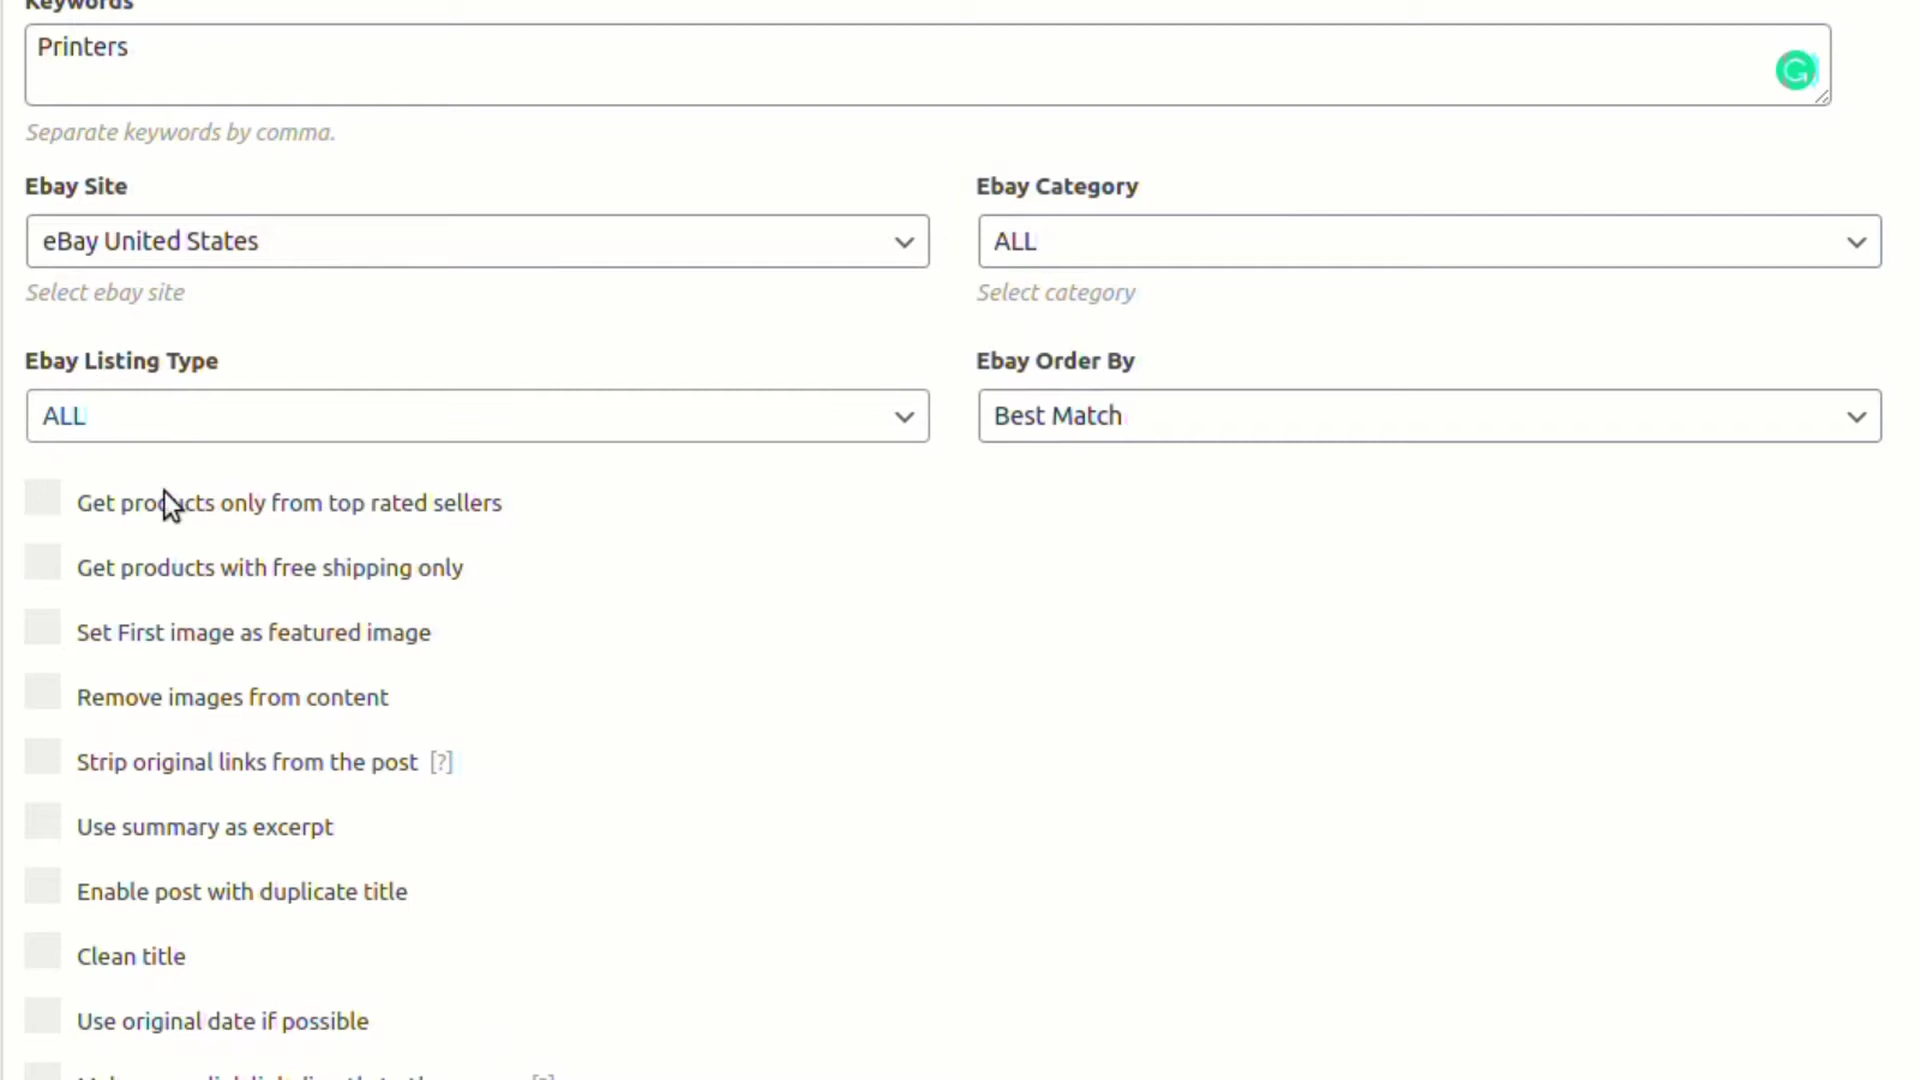 Keywords
Printers
Separate keywords by comma.
Ebay Site
Ebay Category
eBay United States
ALL
Select ebay site
Select category
Ebay Listing Type
Ebay Order By
ALL
Best Match
Get products only from top rated sellers
Get products with free shipping only
Set First image as featured image
Remove images from content
Strip original links from the post [?]
Use summary as excerpt
Enable post with duplicate title
Clean title
Use original date if possible